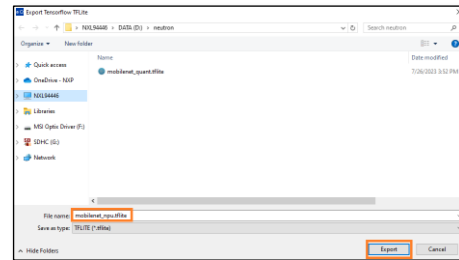 Export Tensorflow TFLite
NXL94446 > DATA (D:) > neutron
Search neutron
Organize
New folder
Name
Date modified
Quick access
mobilenet_quant.tflite
7/26/2023 3:52 PM
OneDrive - NXP
NXL94446
Libraries
MSI Optix Driver (F:)
SDHC (G:)
Network
File name: mobilenet_npu.tflite
Save as type: TFLITE (*.tflite)
Hide Folders
Export
Cancel